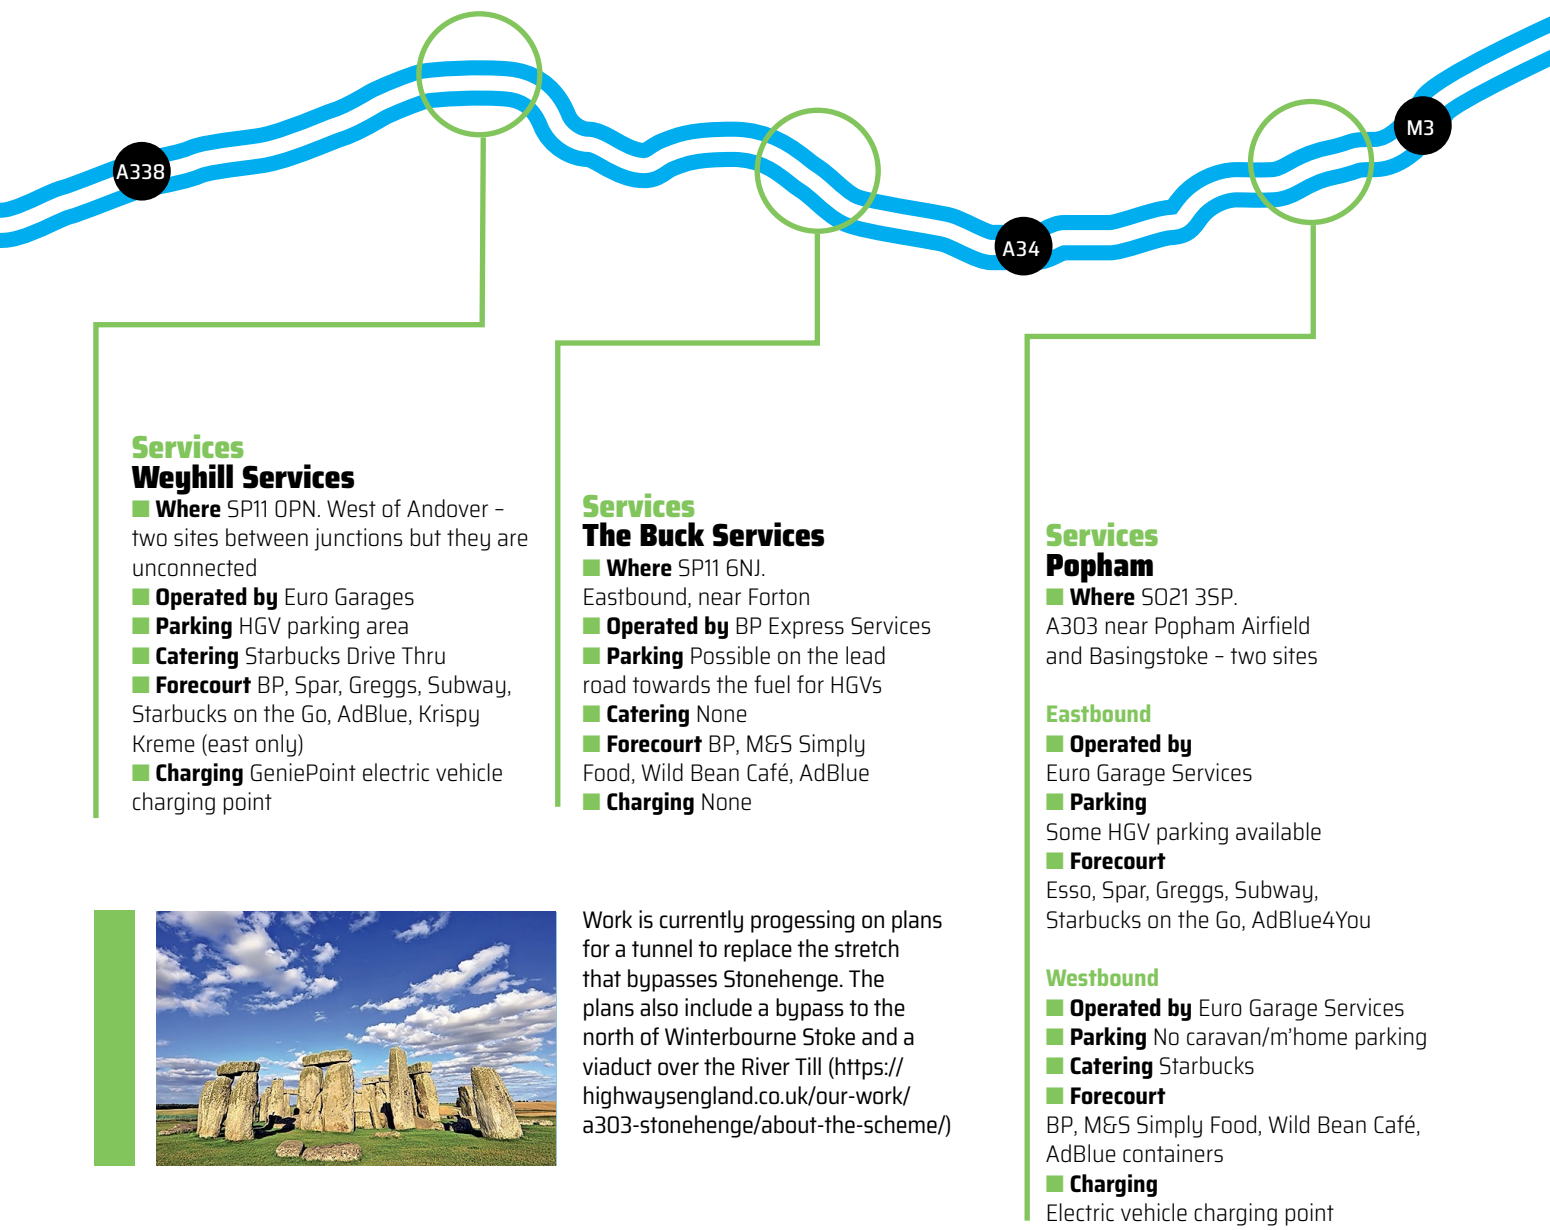 A338
A34
M3
Services
Weyhill Services
■ Where SP11 0PN. West of Andover –
two sites between junctions but they are
unconnected
■ Operated by Euro Garages
■ Parking HGV parking area
■ Catering Starbucks Drive Thru
■ Forecourt BP, Spar, Greggs, Subway,
Starbucks on the Go, AdBlue, Krispy
Kreme (east only)
■ Charging GeniePoint electric vehicle
charging point
Services
The Buck Services
■ Where SP11 6NJ.
Eastbound, near Forton
■ Operated by BP Express Services
■ Parking Possible on the lead
road towards the fuel for HGVs
■ Catering None
■ Forecourt BP, M&S Simply
Food, Wild Bean Café, AdBlue
■ Charging None
Services
Popham
■ Where SO21 3SP.
A303 near Popham Airfield
and Basingstoke – two sites
Eastbound
■ Operated by
Euro Garage Services
■ Parking
Some HGV parking available
■ Forecourt
Esso, Spar, Greggs, Subway,
Starbucks on the Go, AdBlue4You
Westbound
■ Operated by Euro Garage Services
■ Parking No caravan/m'home parking
■ Catering Starbucks
■ Forecourt
BP, M&S Simply Food, Wild Bean Café,
AdBlue containers
■ Charging
Electric vehicle charging point
Work is currently progessing on plans
for a tunnel to replace the stretch
that bypasses Stonehenge. The
plans also include a bypass to the
north of Winterbourne Stoke and a
viaduct over the River Till (https://
highwaysengland.co.uk/our-work/
a303-stonehenge/about-the-scheme/)